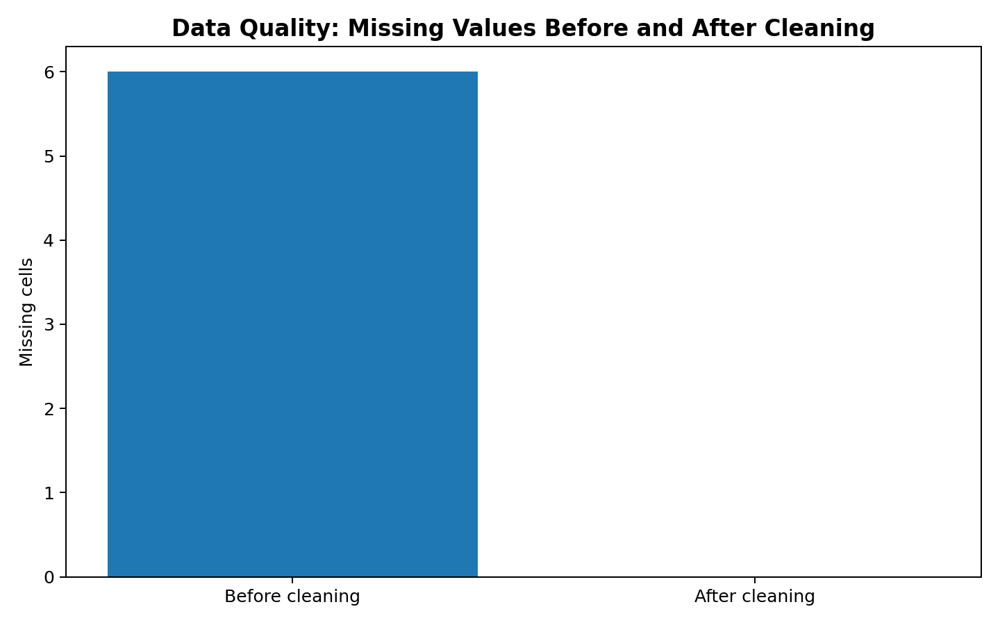 Data Quality: Missing Values Before and After Cleaning
6
5
4
3
2
1
0
Missing cells
Before cleaning
After cleaning